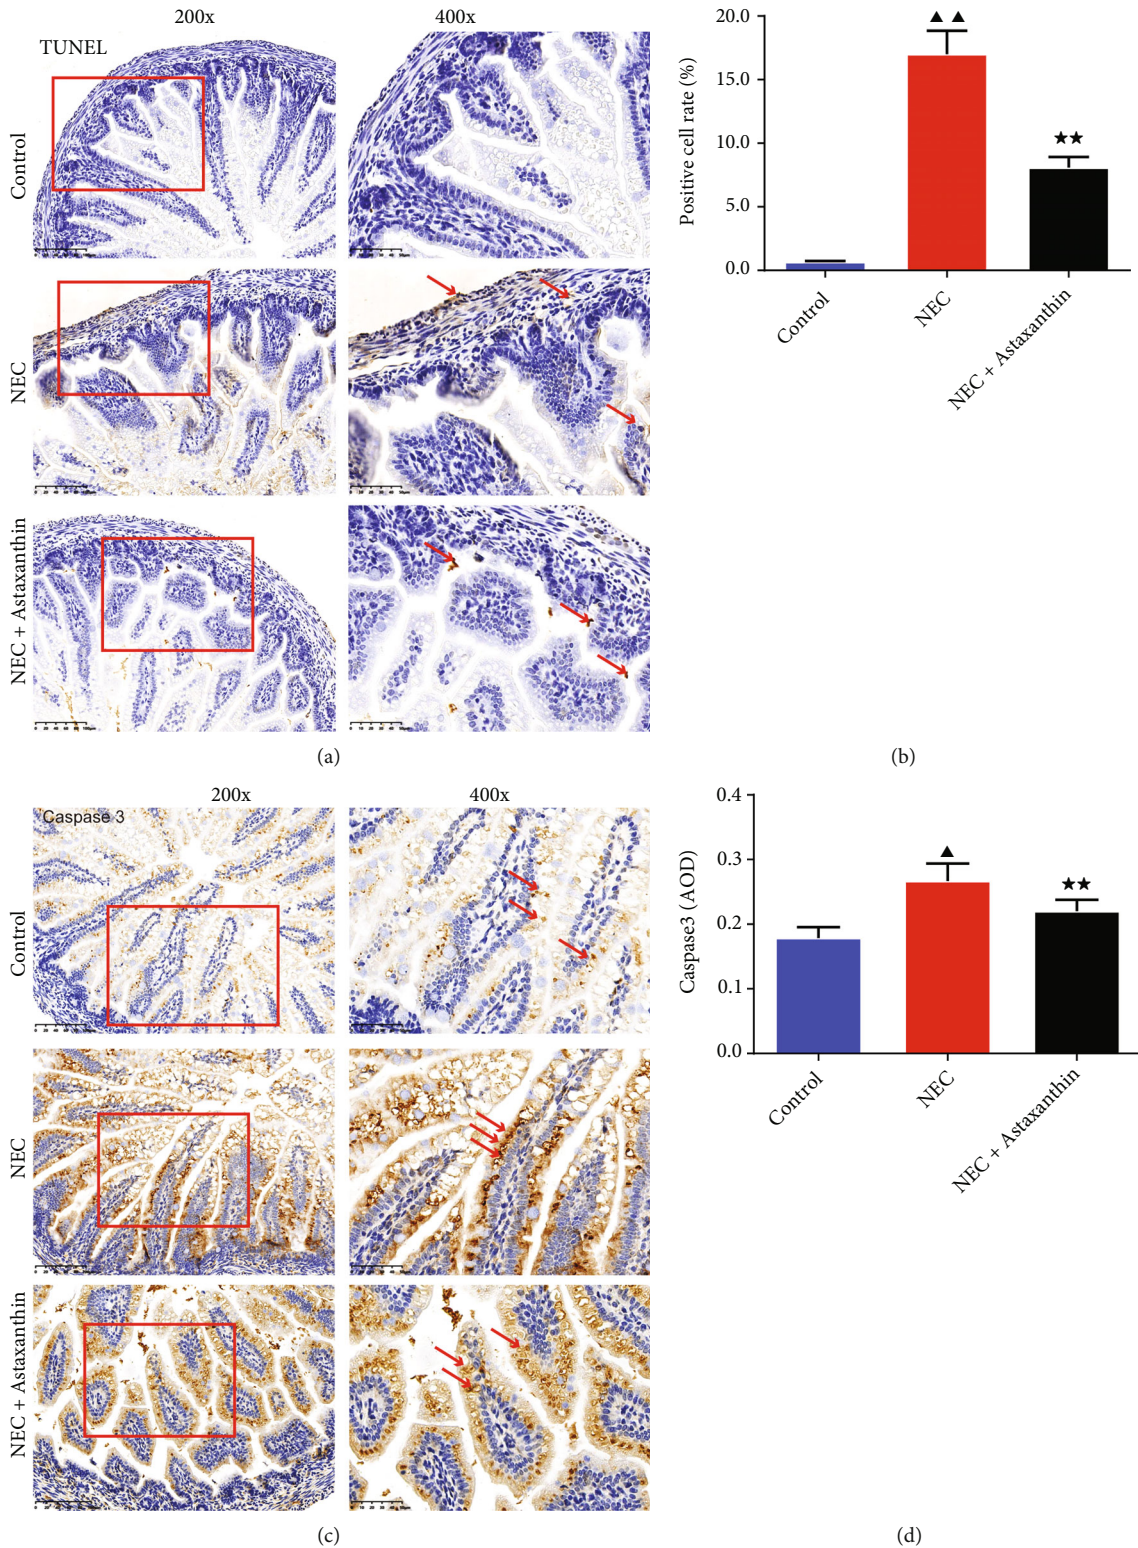 200x
400x
TUNEL
Control
NEC
NEC + Astaxanthin
(a)
20.0
15.0
10.0
5.0
0.0
Positive cell rate (%)
▲ ▲
★★
Control
NEC
NEC + Astaxanthin
(b)
200x
400x
Caspase 3
Control
NEC
NEC + Astaxanthin
(c)
0.4
0.3
0.2
0.1
0.0
Caspase3 (AOD)
▲
★★
Control
NEC
NEC + Astaxanthin
(d)